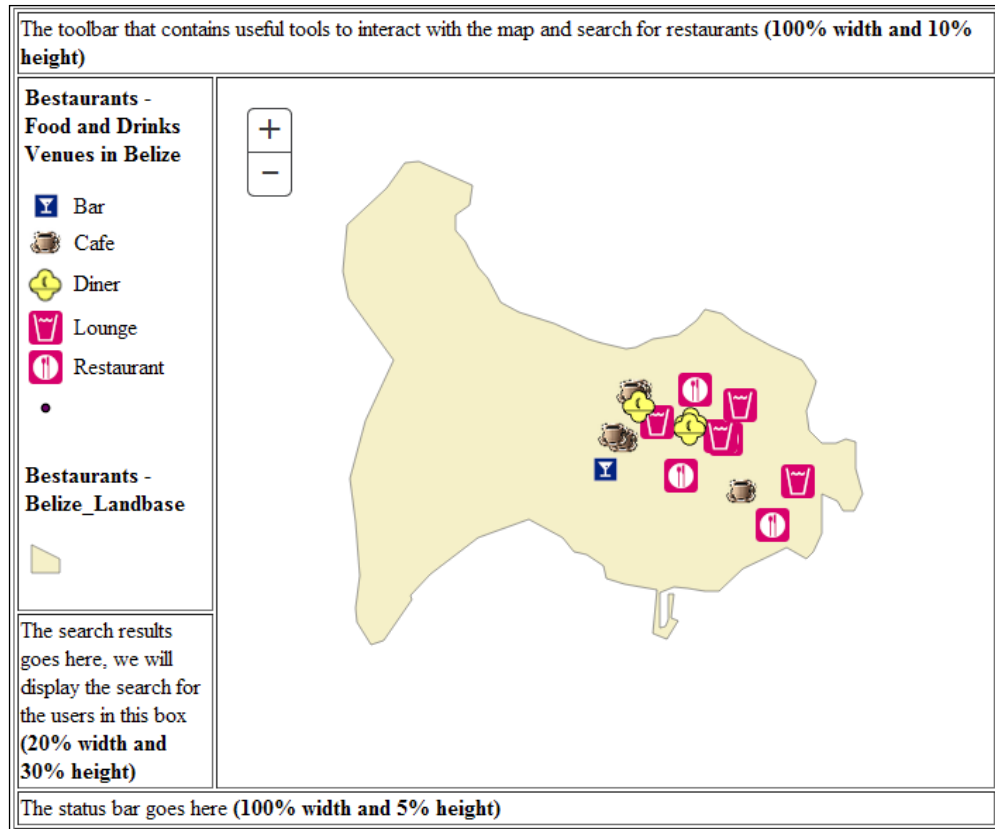 The toolbar that contains useful tools to interact with the map and search for restaurants (100% width and 10%
height)
Bestaurants -
Food and Drinks
Venues in Belize
Bar
Cafe
Diner
Lounge
Restaurant
Bestaurants -
Belize_Landbase
The search results
goes here, we will
display the search for
the users in this box
(20% width and
30% height)
+
−
The status bar goes here (100% width and 5% height)